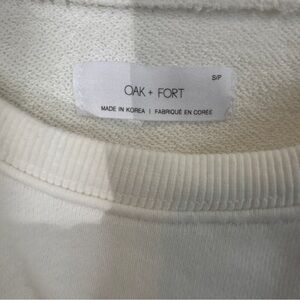 S/P
OAK + FORT
MADE IN KOREA | FABRIQUÉ EN CORÉE